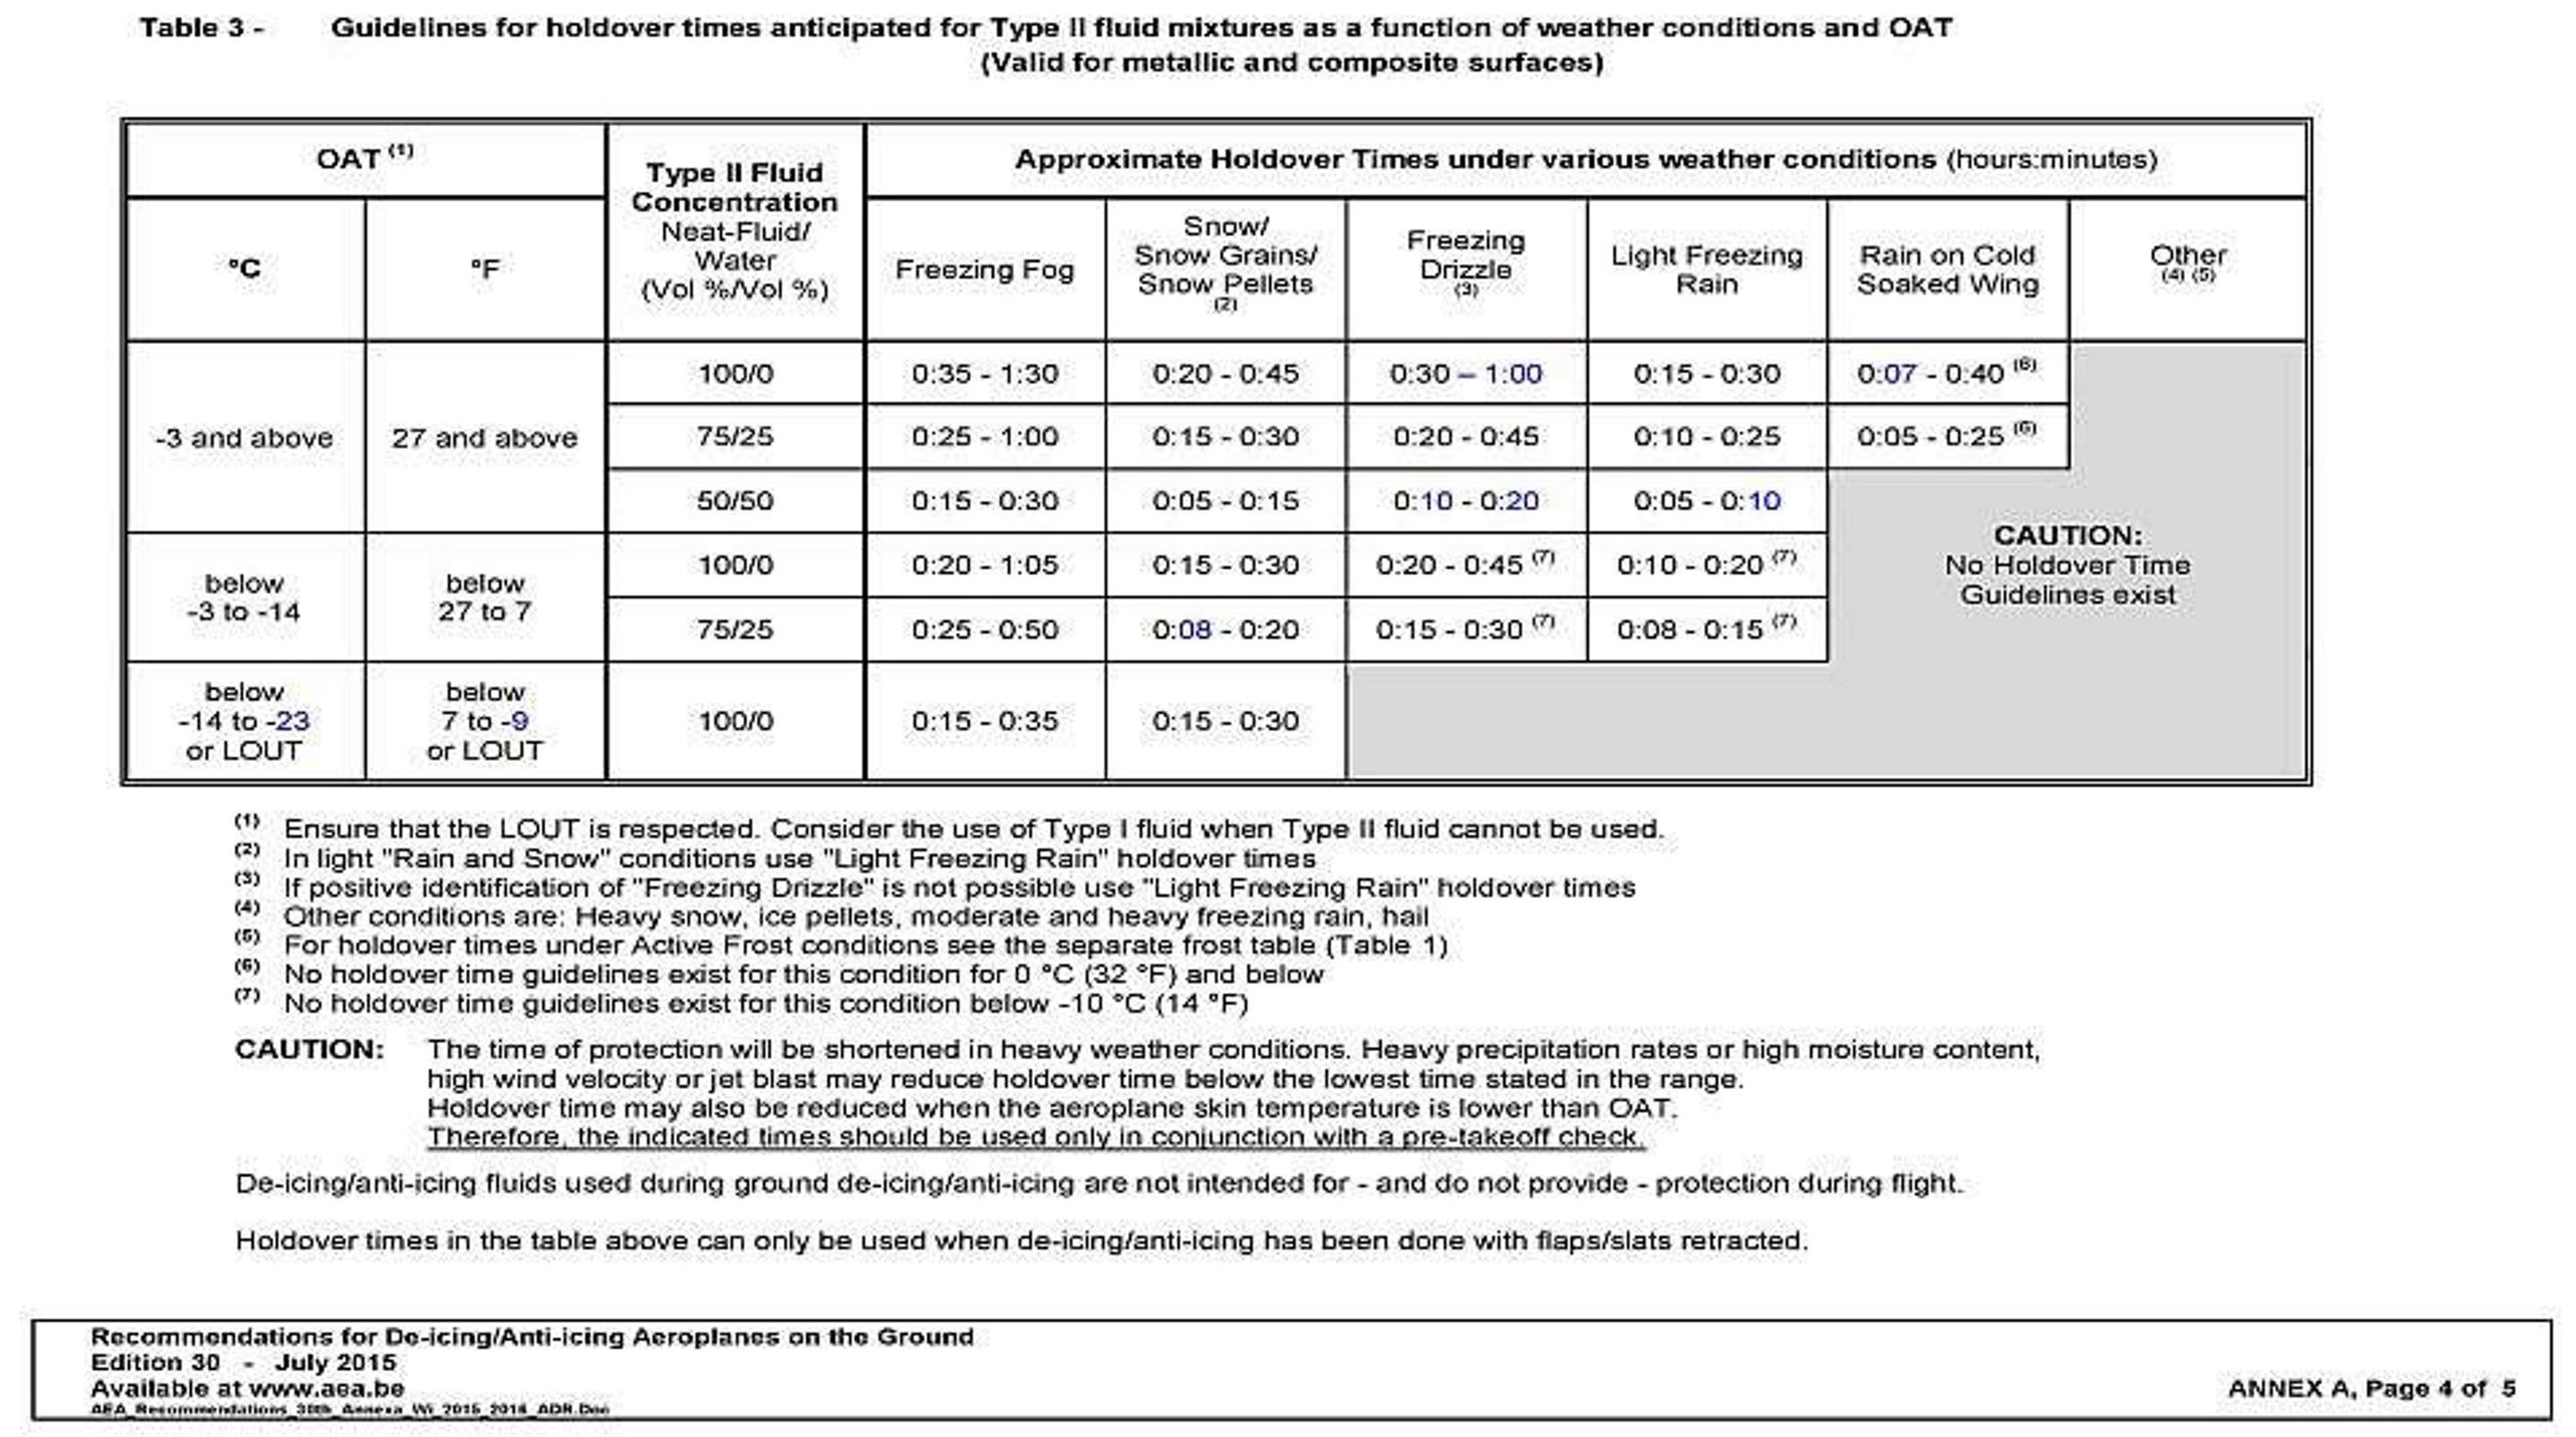 Table 3 - Guidelines for holdover times anticipated for Type II fluid mixtures as a function of weather conditions and OAT
(Valid for metallic and composite surfaces)
OAT (1)
Type II Fluid
Concentration
Neat-Fluid/
Water
(Vol %/Vol %)
Approximate Holdover Times under various weather conditions (hours:minutes)
°C
°F
Freezing Fog
Snow/
Snow Grains/
Snow Pellets
(2)
Freezing
Drizzle
(3)
Light Freezing
Rain
Rain on Cold
Soaked Wing
Other
(4) (5)
-3 and above
27 and above
100/0 0:35 - 1:30 0:20 - 0:45 0:30 – 1:00 0:15 - 0:30 0:07 - 0:40 (6)
75/25 0:25 - 1:00 0:15 - 0:30 0:20 - 0:45 0:10 - 0:25 0:05 - 0:25 (6)
50/50 0:15 - 0:30 0:05 - 0:15 0:10 - 0:20 0:05 - 0:10
CAUTION:
No Holdover Time
Guidelines exist
below
-3 to -14
below
27 to 7
100/0 0:20 - 1:05 0:15 - 0:30 0:20 - 0:45 (7) 0:10 - 0:20 (7)
75/25 0:25 - 0:50 0:08 - 0:20 0:15 - 0:30 (7) 0:08 - 0:15 (7)
below
-14 to -23
or LOUT
below
7 to -9
or LOUT
100/0 0:15 - 0:35 0:15 - 0:30
(1) Ensure that the LOUT is respected. Consider the use of Type I fluid when Type II fluid cannot be used.
(2) In light "Rain and Snow" conditions use "Light Freezing Rain" holdover times
(3) If positive identification of "Freezing Drizzle" is not possible use "Light Freezing Rain" holdover times
(4) Other conditions are: Heavy snow, ice pellets, moderate and heavy freezing rain, hail
(5) For holdover times under Active Frost conditions see the separate frost table (Table 1)
(6) No holdover time guidelines exist for this condition for 0 °C (32 °F) and below
(7) No holdover time guidelines exist for this condition below -10 °C (14 °F)
CAUTION: The time of protection will be shortened in heavy weather conditions. Heavy precipitation rates or high moisture content,
high wind velocity or jet blast may reduce holdover time below the lowest time stated in the range.
Holdover time may also be reduced when the aeroplane skin temperature is lower than OAT.
Therefore, the indicated times should be used only in conjunction with a pre-takeoff check.
De-icing/anti-icing fluids used during ground de-icing/anti-icing are not intended for - and do not provide - protection during flight.
Holdover times in the table above can only be used when de-icing/anti-icing has been done with flaps/slats retracted.
Recommendations for De-icing/Anti-icing Aeroplanes on the Ground
Edition 30 - July 2015
Available at www.aea.be
AEA_Recommendations_30th_Annexa_Wi_2015_2016_ADR.Doc
ANNEX A, Page 4 of 5